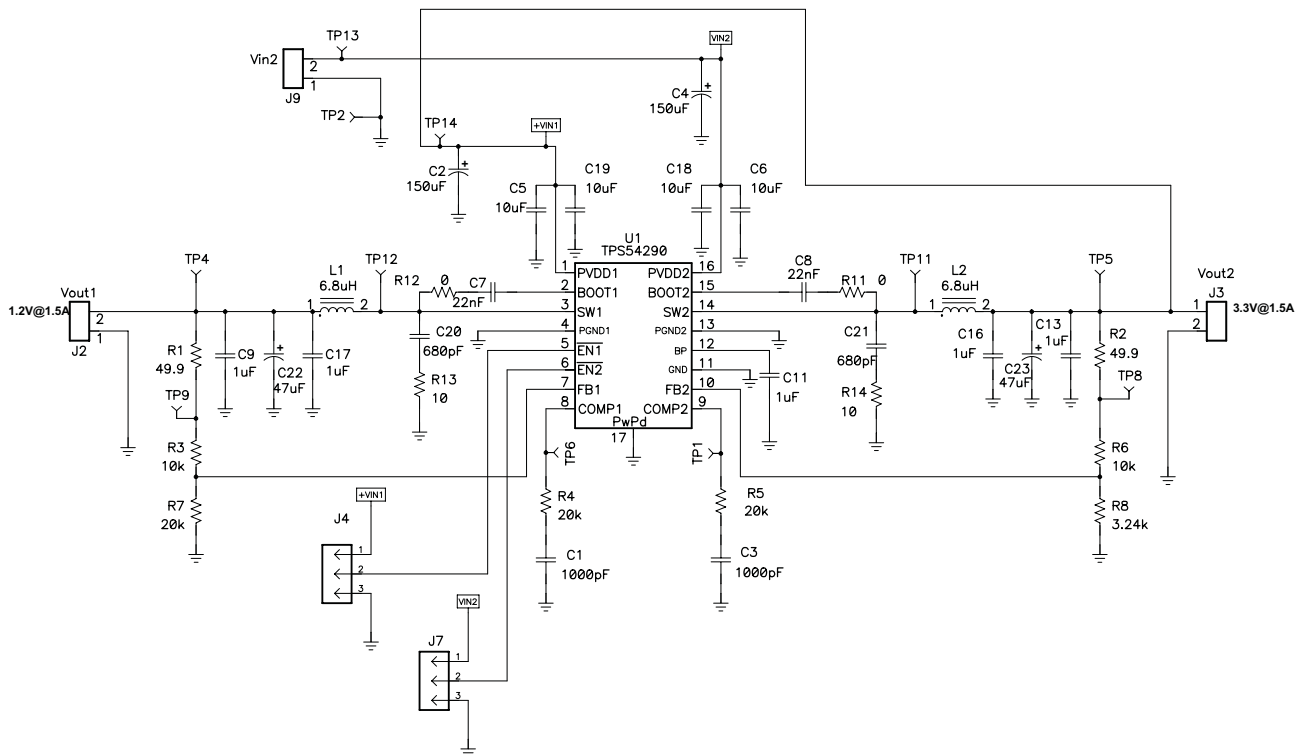 TP13
VIN2
Vin2
2
1
J9
TP2
C4
150uF
TP14
+VIN1
C2
150uF
C5
10uF
C19
10uF
C18
10uF
C6
10uF
U1
TPS54290
1 PVDD1 PVDD2 16
2 BOOT1 BOOT2 15
3 SW1 SW2 14
4 PGND1 PGND2 13
5 EN1 BP 12
6 EN2 GND 11
7 FB1 FB2 10
8 COMP1 COMP2 9
PwPd
17
TP4
L1
6.8uH
1 2
TP12
R12 0
C7
22nF
C8
22nF
R11 0
TP11
L2
6.8uH
1 2
TP5
Vout1
1.2V@1.5A
2
1
J2
Vout2
J3
1
2
3.3V@1.5A
R1
49.9
C9
1uF
C22
47uF
C17
1uF
C20
680pF
R13
10
C11
1uF
C21
680pF
R14
10
C16
1uF
C23
47uF
C13
1uF
R2
49.9
TP9
TP8
R3
10k
R7
20k
R6
10k
R8
3.24k
TP6
TP1
R4
20k
R5
20k
C1
1000pF
C3
1000pF
+VIN1
J4
1
2
3
VIN2
J7
1
2
3